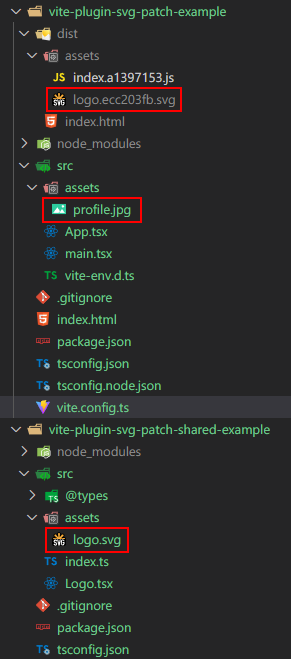 vite-plugin-svg-patch-example
dist
assets
JS index.a1397153.js
SVG logo.ecc203fb.svg
index.html
node_modules
src
assets
profile.jpg
App.tsx
main.tsx
TS vite-env.d.ts
.gitignore
index.html
package.json
TS tsconfig.json
TS tsconfig.node.json
vite.config.ts
vite-plugin-svg-patch-shared-example
node_modules
src
TS @types
assets
SVG logo.svg
TS index.ts
Logo.tsx
.gitignore
package.json
TS tsconfig.json